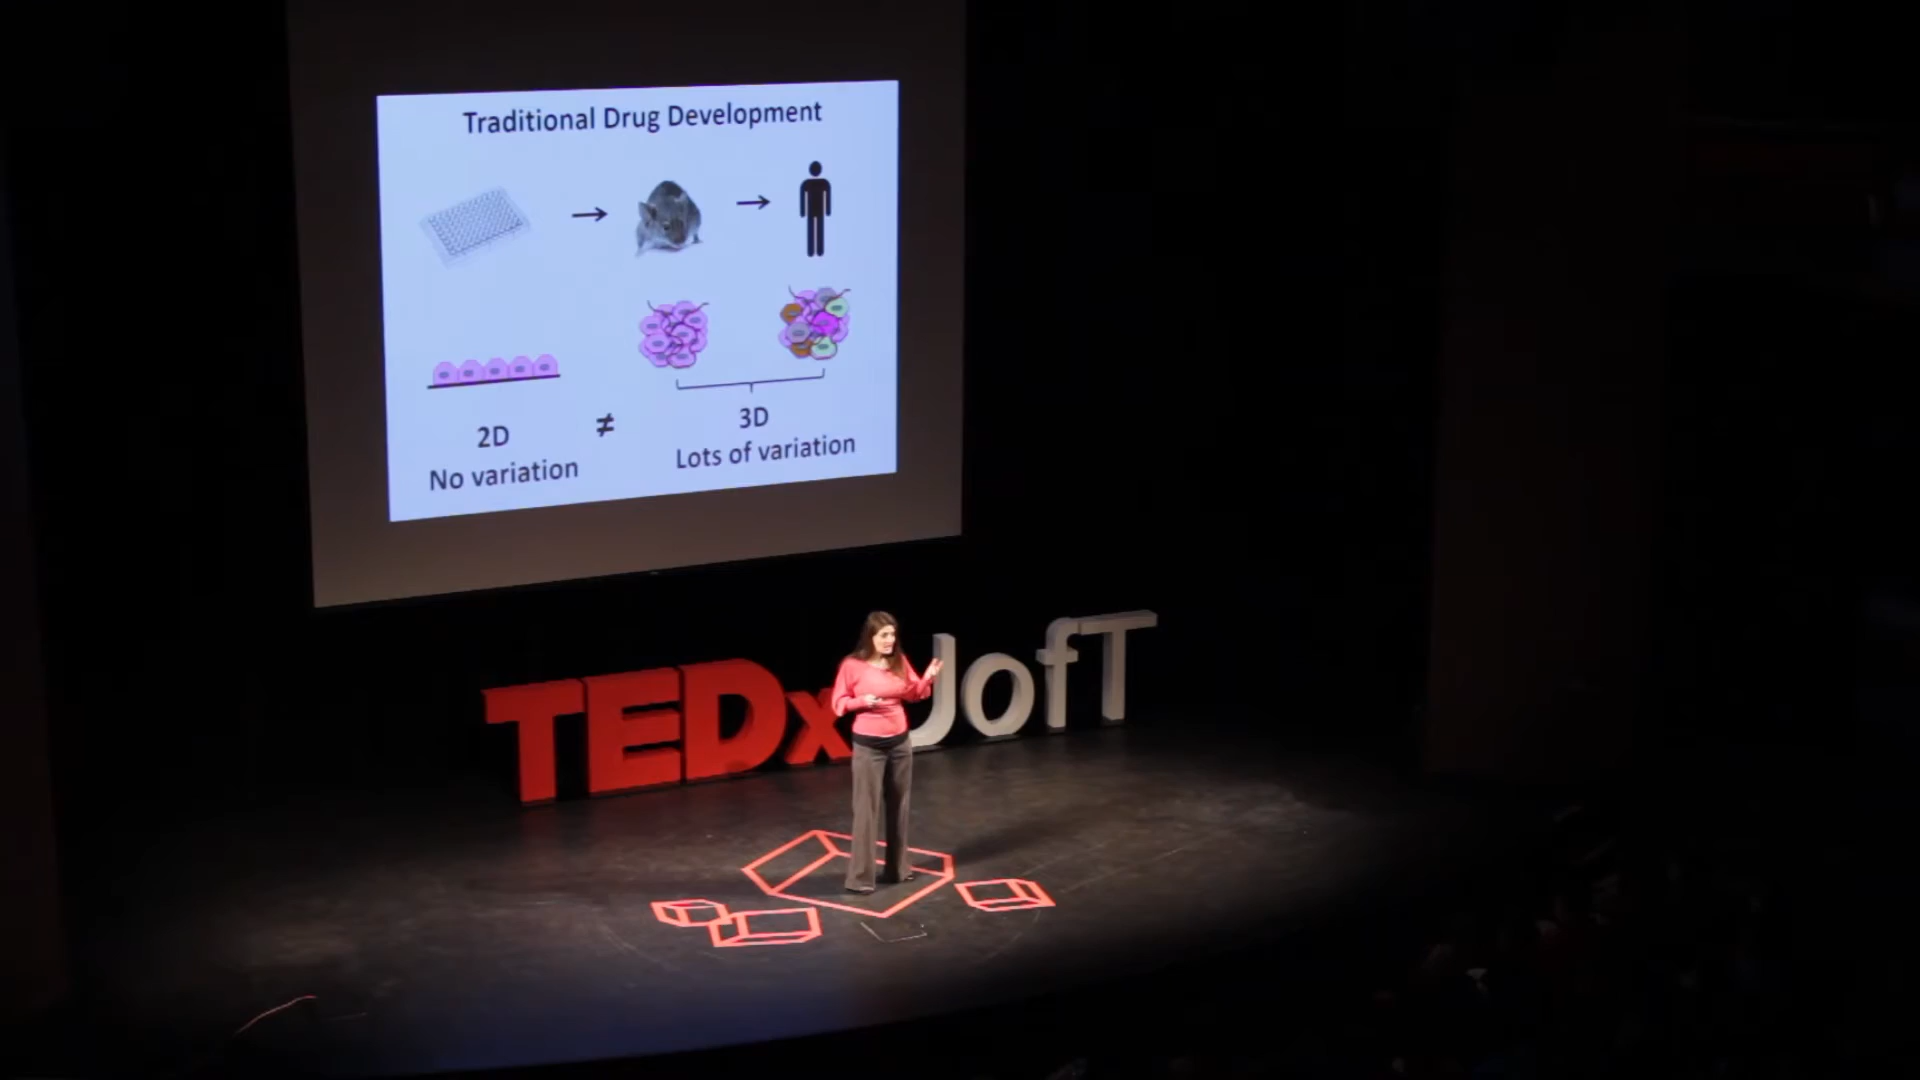 Traditional Drug Development
2D
≠
3D
No variation
Lots of variation
TEDxUofT